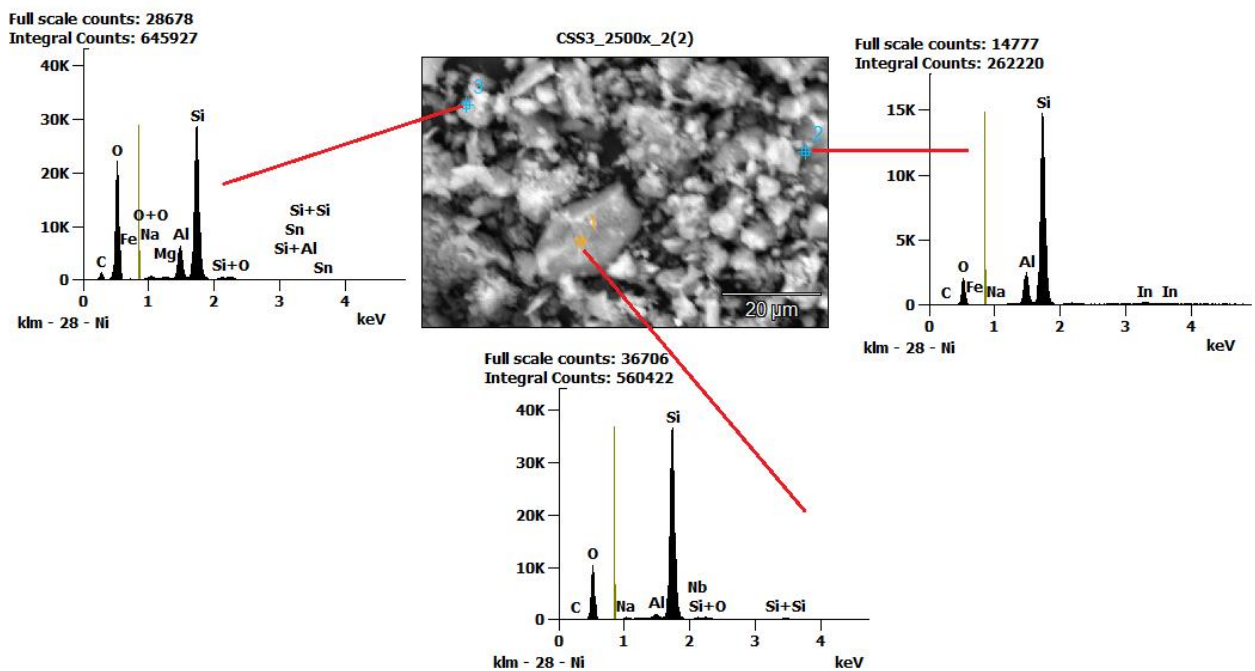 Full scale counts: 28678
Integral Counts: 645927
40K
30K
20K
10K
0
Si
O
O+O
Fe
Na
Mg
Al
C
Si+O
Si+Si
Sn
Si+Al
Sn
0 1 2 3 4
klm - 28 - Ni keV
CSS3_2500x_2(2)
3
2
1
20 µm
Full scale counts: 14777
Integral Counts: 262220
15K
10K
5K
0
Si
O
Al
C
Fe
Na
In In
0 1 2 3 4
klm - 28 - Ni keV
Full scale counts: 36706
Integral Counts: 560422
40K
30K
20K
10K
0
Si
O
C
Na
Al
Nb
Si+O
Si+Si
0 1 2 3 4
klm - 28 - Ni keV